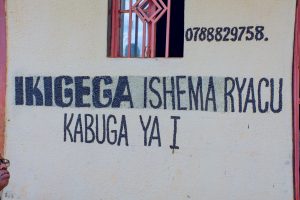 0788829758.
IKIGEGA ISHEMA RYACU
KABUGA YA I